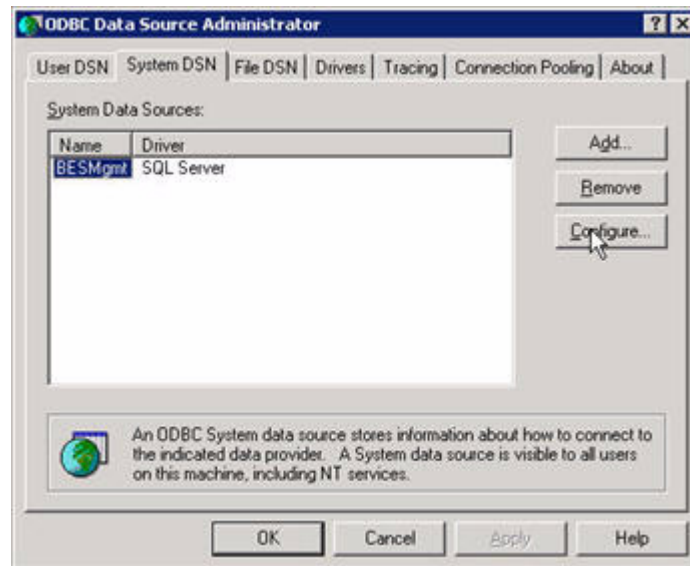 ODBC Data Source Administrator
User DSN System DSN File DSN Drivers Tracing Connection Pooling About
System Data Sources:
Name Driver
BESMgmt SQL Server
Add...
Remove
Configure...
An ODBC System data source stores information about how to connect to
the indicated data provider. A System data source is visible to all users
on this machine, including NT services.
OK Cancel Apply Help